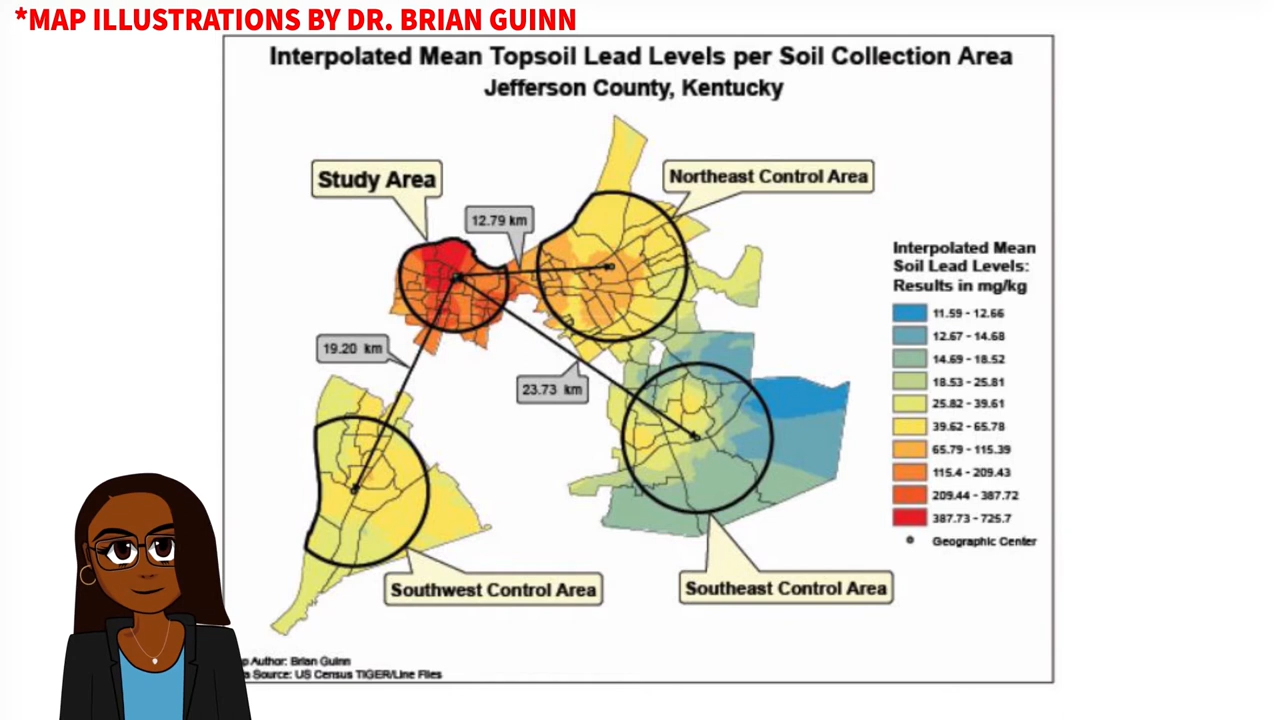 *MAP ILLUSTRATIONS BY DR. BRIAN GUINN
Interpolated Mean Topsoil Lead Levels per Soil Collection Area
Jefferson County, Kentucky
Study Area
Northeast Control Area
12.79 km
19.20 km
23.73 km
Interpolated Mean
Soil Lead Levels:
Results in mg/kg
11.59 - 12.66
12.67 - 14.68
14.69 - 18.52
18.53 - 25.81
25.82 - 39.61
39.62 - 65.78
65.79 - 115.39
115.4 - 209.43
209.44 - 387.72
387.73 - 725.7
Geographic Center
Southwest Control Area
Southeast Control Area
p Author: Brian Guinn
a Source: US Census TIGER/Line Files